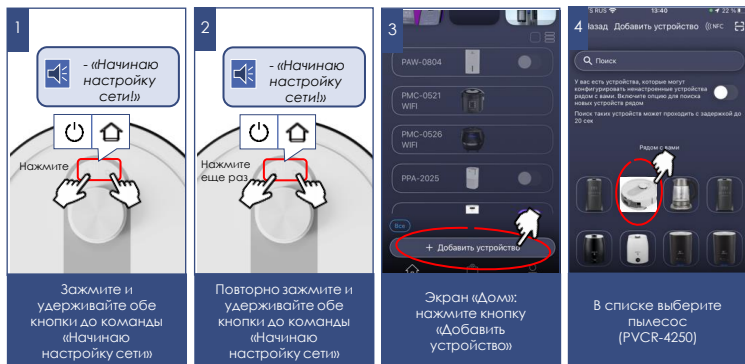 1
- «Начинаю
настройку
сети!»
Нажмите
Зажмите и
удерживайте обе
кнопки до команды
«Начинаю
настройку сети»
2
- «Начинаю
настройку
сети!»
Нажмите
еще раз
Повторно зажмите и
удерживайте обе
кнопки до команды
«Начинаю
настройку сети»
3
PAW-0804
PMC-0521
WIFI
PMC-0526
WIFI
PPA-2025
Все
+ Добавить устройство
Экран «Дом»:
нажмите кнопку
«Добавить
устройство»
4
RUS 13:40 22 %
Назад Добавить устройство NFC
Поиск
У вас есть устройства, которые могут
конфигурировать ненастроенные устройства
рядом с вами. Включите опцию для поиска
новых устройств рядом
Поиск таких устройств может проходить с задержкой до
20 сек
Рядом с вами
В списке выберите
пылесос
(PVCR-4250)